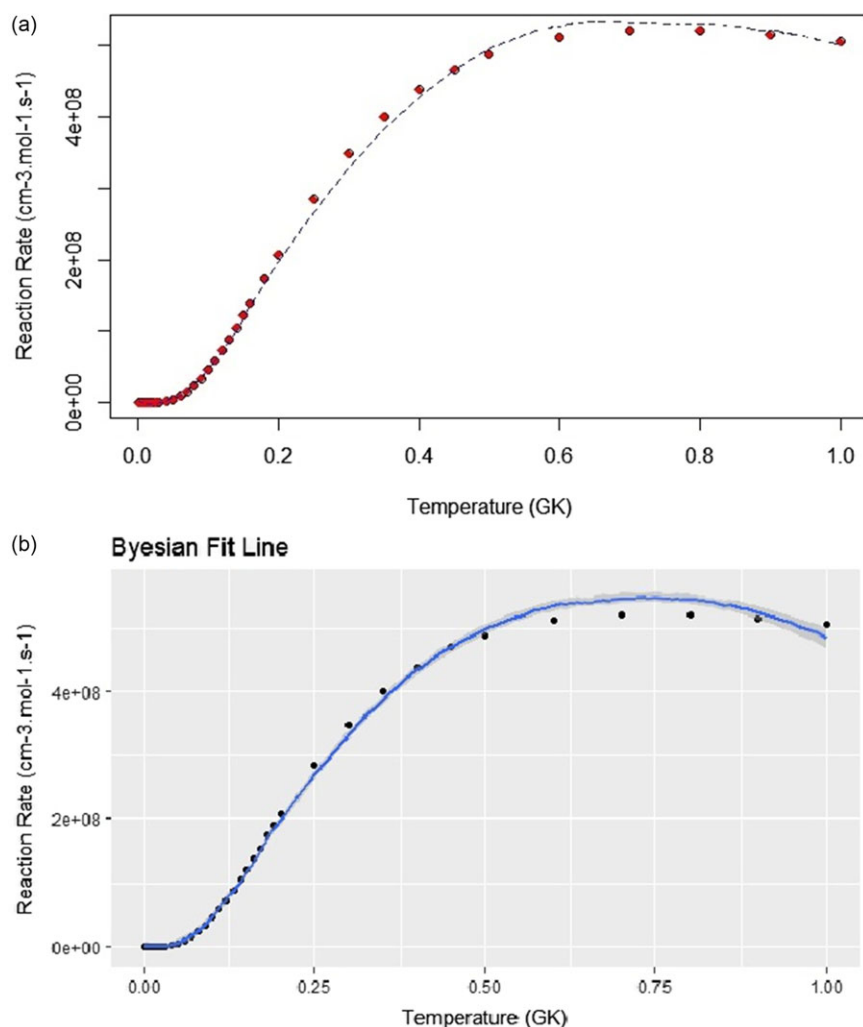 (a)
Reaction Rate (cm-3.mol-1.s-1)
4e+08
2e+08
0e+00
0.0 0.2 0.4 0.6 0.8 1.0
Temperature (GK)
(b)
Byesian Fit Line
Reaction Rate (cm-3.mol-1.s-1)
4e+08
2e+08
0e+00
0.00 0.25 0.50 0.75 1.00
Temperature (GK)